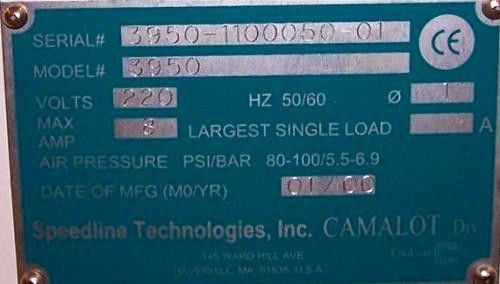 SERIAL# 3950-1100050-01
CE
MODEL# 3950
VOLTS 220 HZ 50/60 Ø 1
MAX AMP 8 LARGEST SINGLE LOAD A
AIR PRESSURE PSI/BAR 80-100/5.5-6.9
DATE OF MFG (MO/YR) 01/00
Speedline Technologies, Inc. CAMALOT Div.
145 WARD HILL AVE
HAVERHILL, MA, 01835, U.S.A.